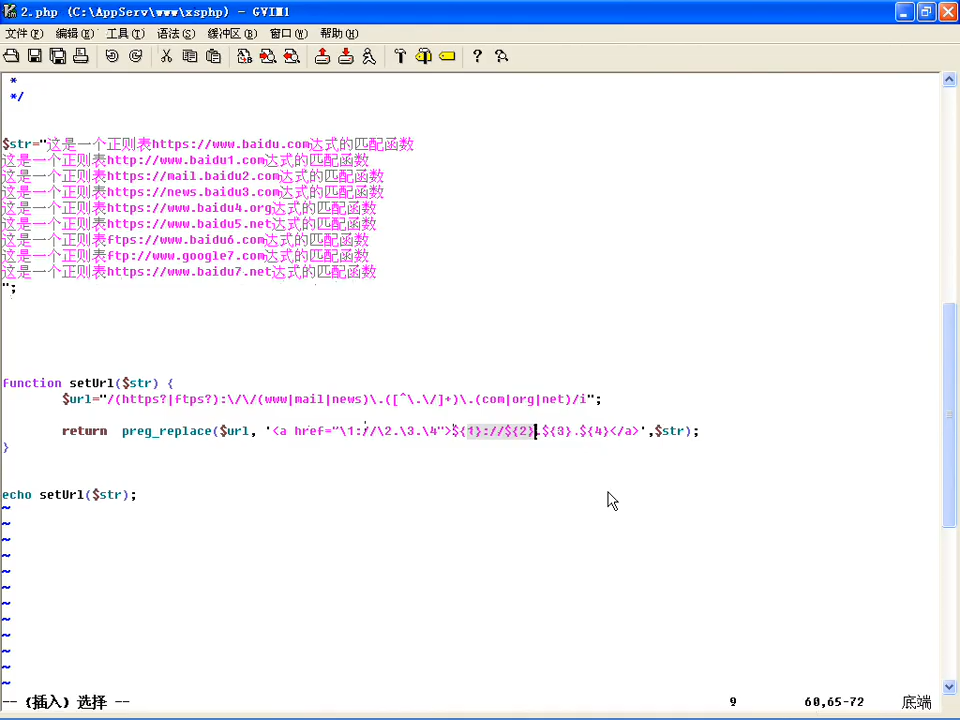 2.php (C:\AppServ\www\xsphp) - GVIM1
文件(F) 编辑(E) 工具(T) 语法(S) 缓冲区(B) 窗口(W) 帮助(H)
*
*/
$str="这是一个正则表https://www.baidu.com达式的匹配函数
这是一个正则表http://www.baidu1.com达式的匹配函数
这是一个正则表https://mail.baidu2.com达式的匹配函数
这是一个正则表https://news.baidu3.com达式的匹配函数
这是一个正则表https://www.baidu4.org达式的匹配函数
这是一个正则表https://www.baidu5.net达式的匹配函数
这是一个正则表ftps://www.baidu6.com达式的匹配函数
这是一个正则表ftp://www.google7.com达式的匹配函数
这是一个正则表https://www.baidu7.net达式的匹配函数
";
function setUrl($str) {
$url="/(https?|ftps?):\/\/(www|mail|news)\.([^\.\/]+)\.(com|org|net)/i";
return preg_replace($url, '<a href="\1://\2.\3.\4">${1}://${2}.${3}.${4}</a>',$str);
}
echo setUrl($str);
~
~
~
~
~
~
~
~
~
~
~
~
-- (插入) 选择 -- 9 60,65-72 底端